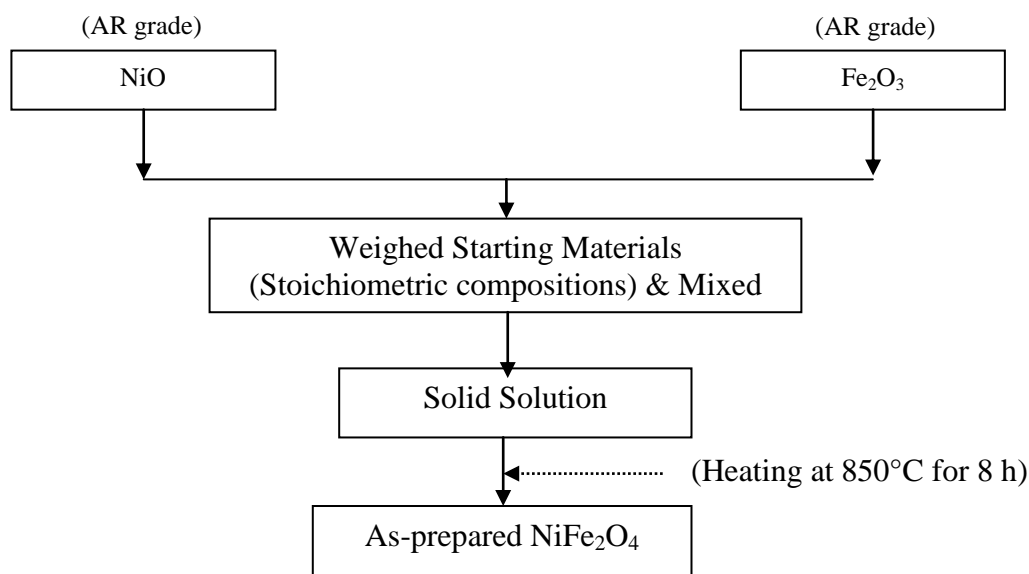 (AR grade)
(AR grade)
NiO
Fe₂O₃
Weighed Starting Materials
(Stoichiometric compositions) & Mixed
Solid Solution
(Heating at 850°C for 8 h)
As-prepared NiFe₂O₄